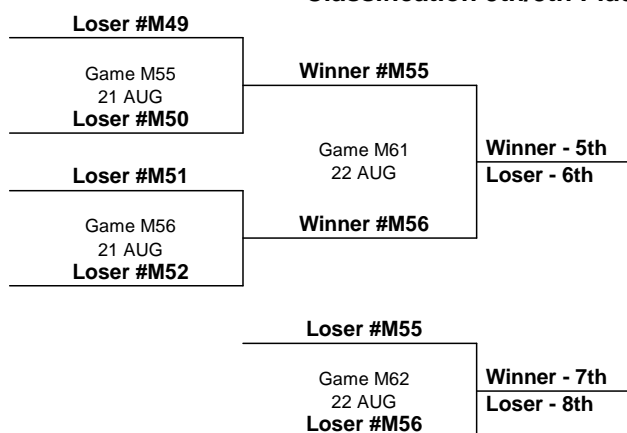 Loser #M49
Game M55
21 AUG
Loser #M50
Winner #M55
Game M61
22 AUG
Winner - 5th
Loser - 6th
Loser #M51
Game M56
21 AUG
Loser #M52
Winner #M56
Loser #M55
Game M62
22 AUG
Loser #M56
Winner - 7th
Loser - 8th